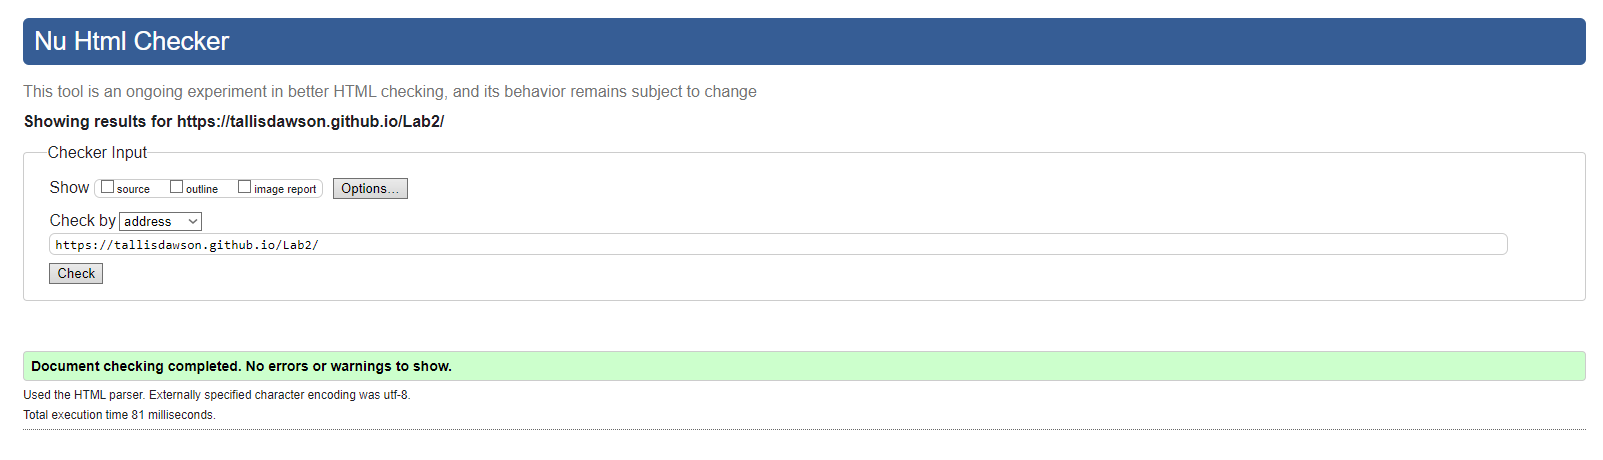 Nu Html Checker
This tool is an ongoing experiment in better HTML checking, and its behavior remains subject to change
Showing results for https://tallisdawson.github.io/Lab2/
Checker Input
Show source outline image report Options...
Check by address
https://tallisdawson.github.io/Lab2/
Check
Document checking completed. No errors or warnings to show.
Used the HTML parser. Externally specified character encoding was utf-8.
Total execution time 81 milliseconds.